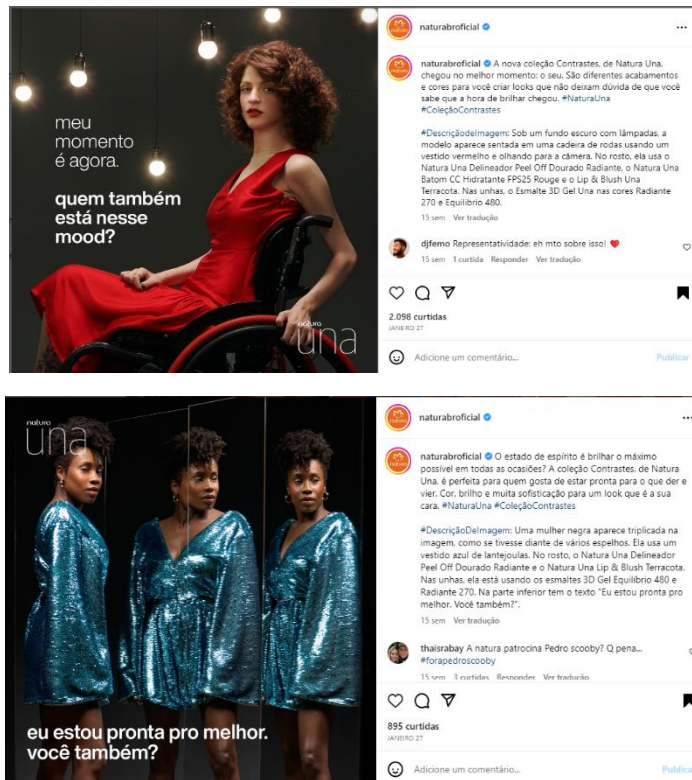 meu
momento
é agora.
quem também
está nesse
mood?
natura
una
naturabroficial
naturabroficial A nova coleção Contrastes, de Natura Una,
chegou no melhor momento: o seu. São diferentes acabamentos
e cores para você criar looks que não deixam dúvida de que você
sabe que a hora de brilhar chegou. #NaturaUna
#ColeçãoContrastes
#DescriçãodeImagem: Sob um fundo escuro com lâmpadas, a
modelo aparece sentada em uma cadeira de rodas usando um
vestido vermelho e olhando para a câmera. No rosto, ela usa o
Natura Una Delineador Peel Off Dourado Radiante, o Natura Una
Batom CC Hidratante FPS25 Rouge e o Lip & Blush Una
Terracota. Nas unhas, o Esmalte 3D Gel Una nas cores Radiante
270 e Equilíbrio 480.
15 sem Ver tradução
djfemo Representatividade: eh mto sobre isso!
15 sem 1 curtida Responder Ver tradução
2.098 curtidas
JANEIRO 27
Adicione um comentário...
Publicar
natura
una
eu estou pronta pro melhor.
você também?
naturabroficial
naturabroficial O estado de espírito é brilhar o máximo
possível em todas as ocasiões? A coleção Contrastes, de Natura
Una, é perfeita para quem gosta de estar pronta para o que der e
vier. Cor, brilho e muita sofisticação para um look que é a sua
cara. #NaturaUna #ColeçãoContrastes
#DescriçãoDeImagem: Uma mulher negra aparece triplicada na
imagem, como se tivesse diante de vários espelhos. Ela usa um
vestido azul de lantejoulas. No rosto, o Natura Una Delineador
Peel Off Dourado Radiante e o Natura Una Lip & Blush Terracota.
Nas unhas, ela está usando os esmaltes 3D Gel Equilíbrio 480 e
Radiante 270. Na parte inferior tem o texto "Eu estou pronta pro
melhor. Você também?".
15 sem Ver tradução
thaisrabay A natura patrocina Pedro scooby? Q pena...
#forapedroscooby
15 sem 3 curtidas Responder Ver tradução
895 curtidas
JANEIRO 27
Adicione um comentário...
Publicar